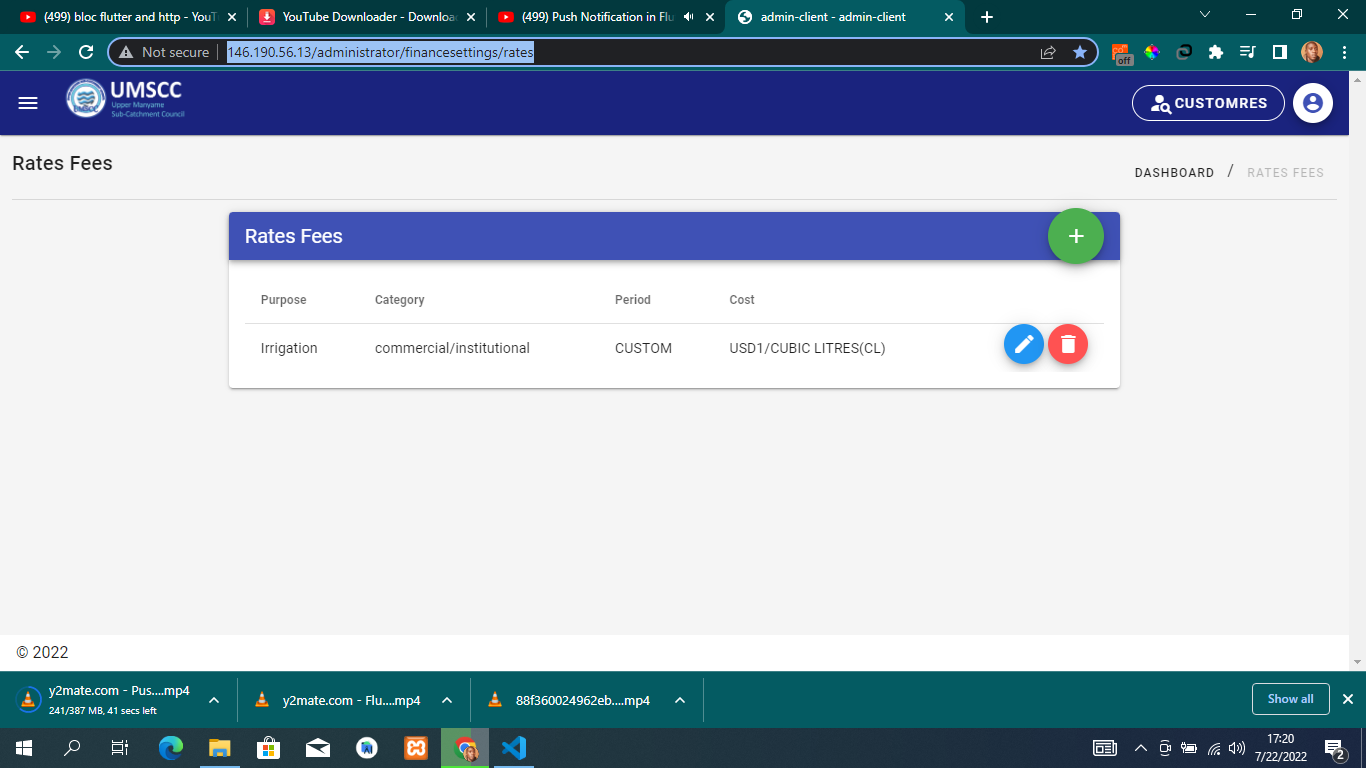 (499) bloc flutter and http - YouT
YouTube Downloader - Downloa
(499) Push Notification in Flu
admin-client - admin-client
Not secure
146.190.56.13/administrator/financesettings/rates
off
UMSCC
Upper Manyame
Sub-Catchment Council
CUSTOMRES
Rates Fees
DASHBOARD / RATES FEES
Rates Fees
+
Purpose Category Period Cost
Irrigation commercial/institutional CUSTOM USD1/CUBIC LITRES(CL)
© 2022
y2mate.com - Pus....mp4
241/387 MB, 41 secs left
y2mate.com - Flu....mp4
88f360024962eb....mp4
Show all
17:20
7/22/2022
2